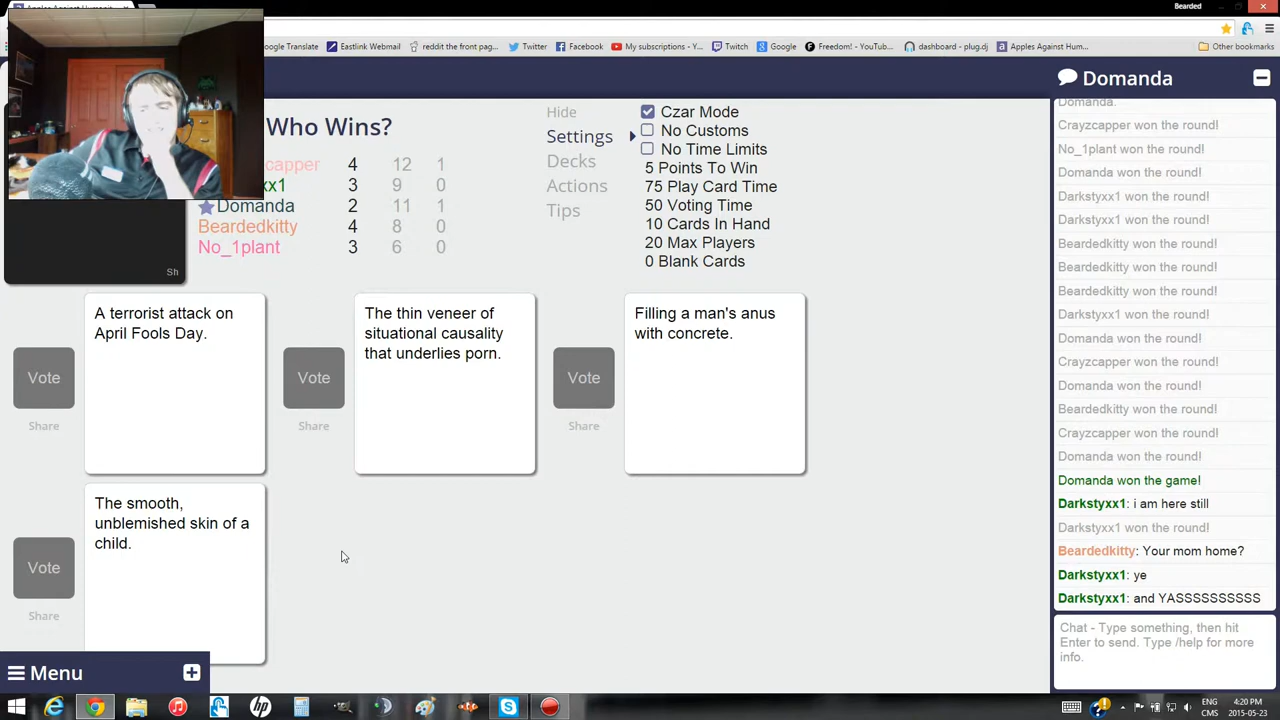 Bearded
Google Translate
Eastlink Webmail
reddit the front pag...
Twitter
Facebook
My subscriptions - Y...
Twitch
Google
Freedom! - YouTube...
dashboard - plug.dj
Apples Against Hum...
Other bookmarks
Domanda
Who Wins?
capper 4 12 1
xx1 3 9 0
Domanda 2 11 1
Beardedkitty 4 8 0
No_1plant 3 6 0
Sh
Hide
Settings
Decks
Actions
Tips
Czar Mode
No Customs
No Time Limits
5 Points To Win
75 Play Card Time
50 Voting Time
10 Cards In Hand
20 Max Players
0 Blank Cards
Vote
Share
A terrorist attack on
April Fools Day.
Vote
Share
The thin veneer of
situational causality
that underlies porn.
Vote
Share
Filling a man's anus
with concrete.
Vote
Share
The smooth,
unblemished skin of a
child.
Domanda.
Crayzcapper won the round!
No_1plant won the round!
Domanda won the round!
Darkstyxx1 won the round!
Darkstyxx1 won the round!
Beardedkitty won the round!
Beardedkitty won the round!
Beardedkitty won the round!
Darkstyxx1 won the round!
Domanda won the round!
Crayzcapper won the round!
Domanda won the round!
Beardedkitty won the round!
Crayzcapper won the round!
Domanda won the round!
Domanda won the game!
Darkstyxx1: i am here still
Darkstyxx1 won the round!
Beardedkitty: Your mom home?
Darkstyxx1: ye
Darkstyxx1: and YASSSSSSSSSS
Chat - Type something, then hit
Enter to send. Type /help for more
info.
Menu
ENG
CMS
4:20 PM
2015-05-23